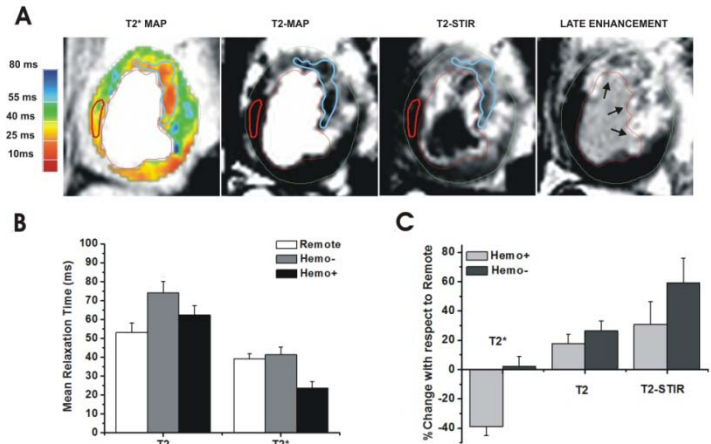 A
T2* MAP
T2-MAP
T2-STIR
LATE ENHANCEMENT
80 ms
55 ms
40 ms
25 ms
10ms
B
Mean Relaxation Time (ms)
100
90
80
70
60
50
40
30
20
10
0
Remote
Hemo-
Hemo+
T2
T2*
C
% Change with respect to Remote
80
60
40
20
0
-20
-40
Hemo+
Hemo-
T2*
T2
T2-STIR